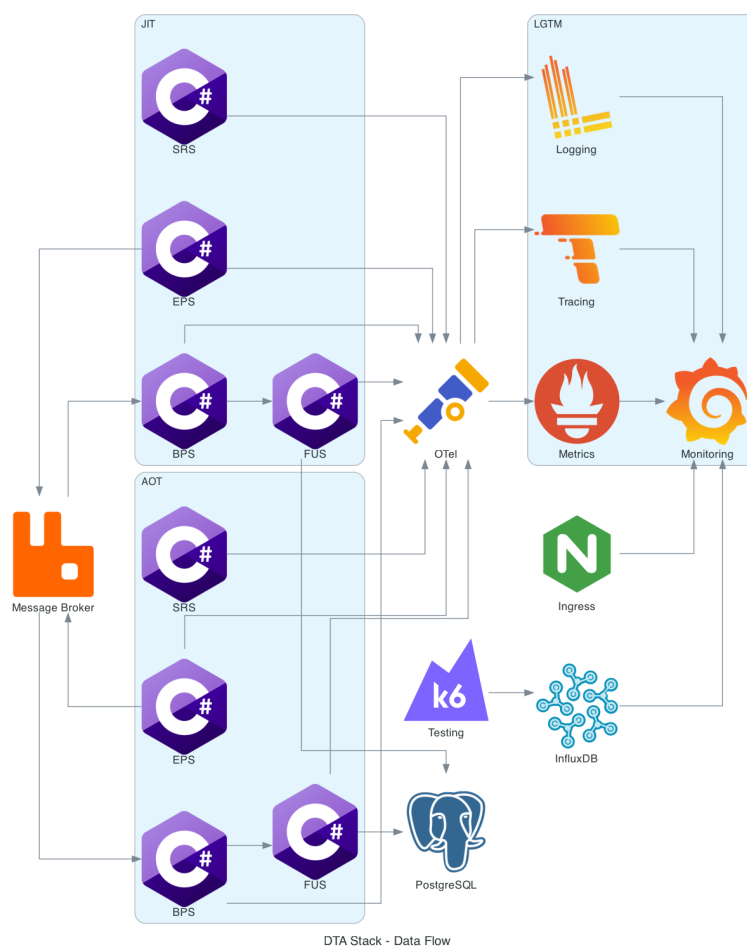 JIT
LGTM
C#
SRS
Logging
C#
EPS
Tracing
C#
BPS
C#
FUS
OTel
Metrics
Monitoring
AOT
C#
SRS
Message Broker
N
Ingress
C#
EPS
k6
Testing
InfluxDB
C#
BPS
C#
FUS
PostgreSQL
DTA Stack - Data Flow